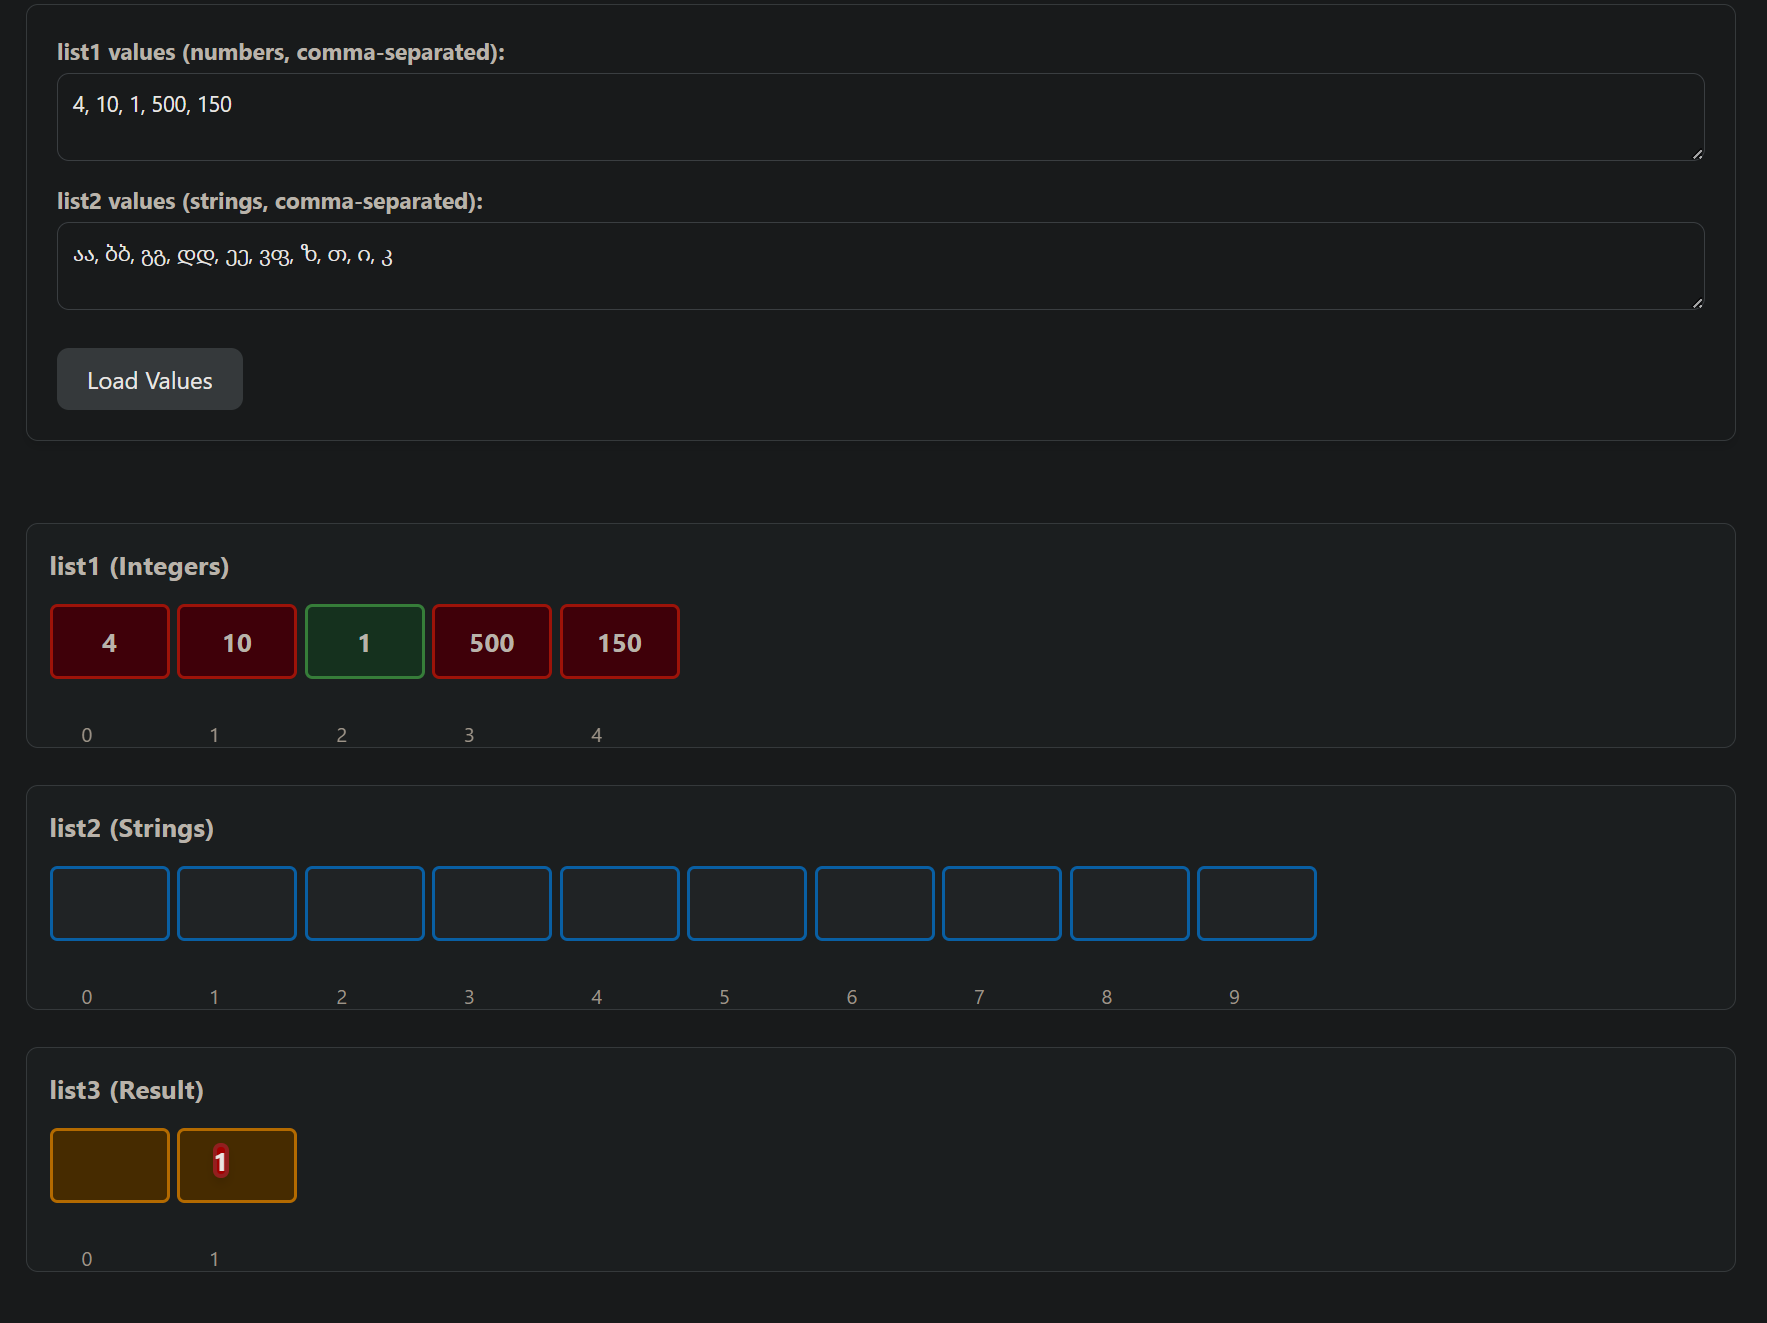 list1 values (numbers, comma-separated):
4, 10, 1, 500, 150
list2 values (strings, comma-separated):
აა, ბბ, გგ, დდ, ეე, ვფ, ზ, თ, ი, კ
Load Values
list1 (Integers)
4 10 1 500 150
0 1 2 3 4
list2 (Strings)
0 1 2 3 4 5 6 7 8 9
list3 (Result)
1
0 1